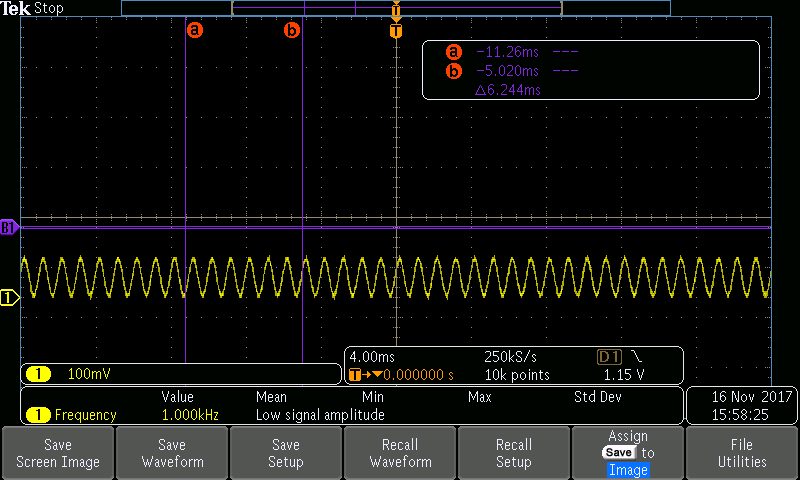 Tek Stop
U
a b T
a -11.26ms ---
b -5.020ms ---
△6.244ms
B1
1
4.00ms 250kS/s D1 ╲
1 100mV
T→▼0.000000 s 10k points 1.15 V
Value Mean Min Max Std Dev
1 Frequency 1.000kHz Low signal amplitude
16 Nov 2017
15:58:25
Save Screen Image
Save Waveform
Save Setup
Recall Waveform
Recall Setup
Assign Save to Image
File Utilities